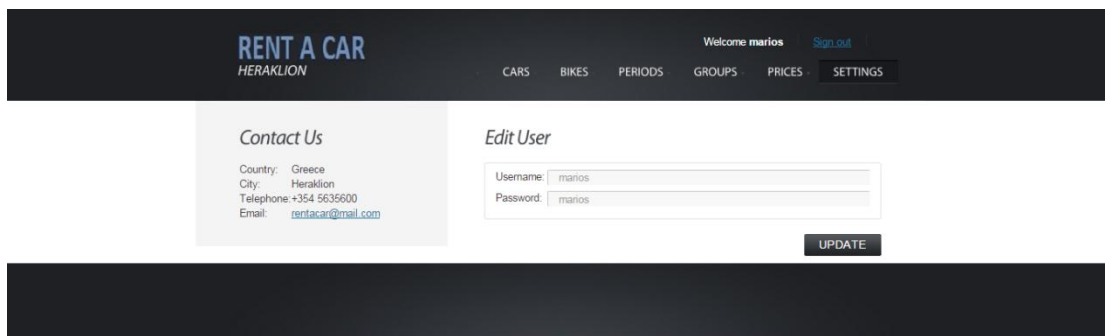 RENT A CAR
HERAKLION
Welcome marios Sign out
CARS BIKES PERIODS GROUPS PRICES SETTINGS
Contact Us
Country: Greece
City: Heraklion
Telephone:+354 5635600
Email: rentacar@mail.com
Edit User
Username: marios
Password: marios
UPDATE